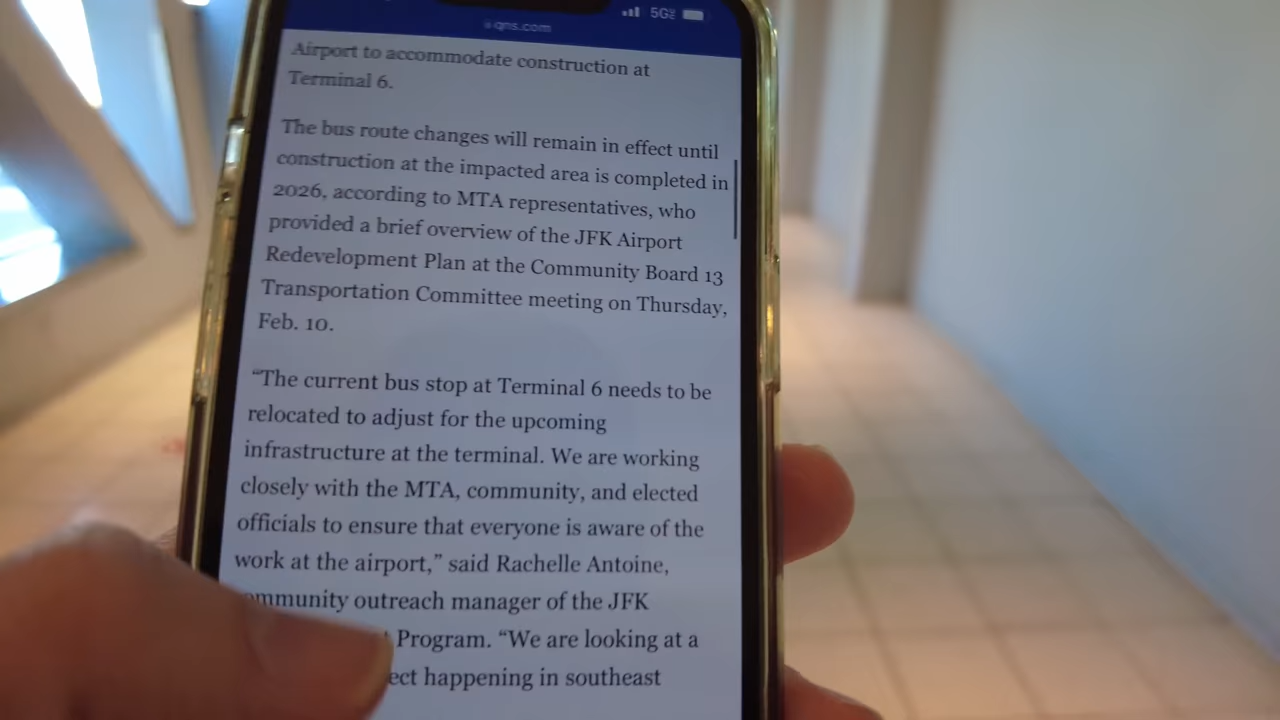 5G
qns.com
Airport to accommodate construction at
Terminal 6.
The bus route changes will remain in effect until
construction at the impacted area is completed in
2026, according to MTA representatives, who
provided a brief overview of the JFK Airport
Redevelopment Plan at the Community Board 13
Transportation Committee meeting on Thursday,
Feb. 10.
“The current bus stop at Terminal 6 needs to be
relocated to adjust for the upcoming
infrastructure at the terminal. We are working
closely with the MTA, community, and elected
officials to ensure that everyone is aware of the
work at the airport,” said Rachelle Antoine,
ommunity outreach manager of the JFK
Program. “We are looking at a
ect happening in southeast